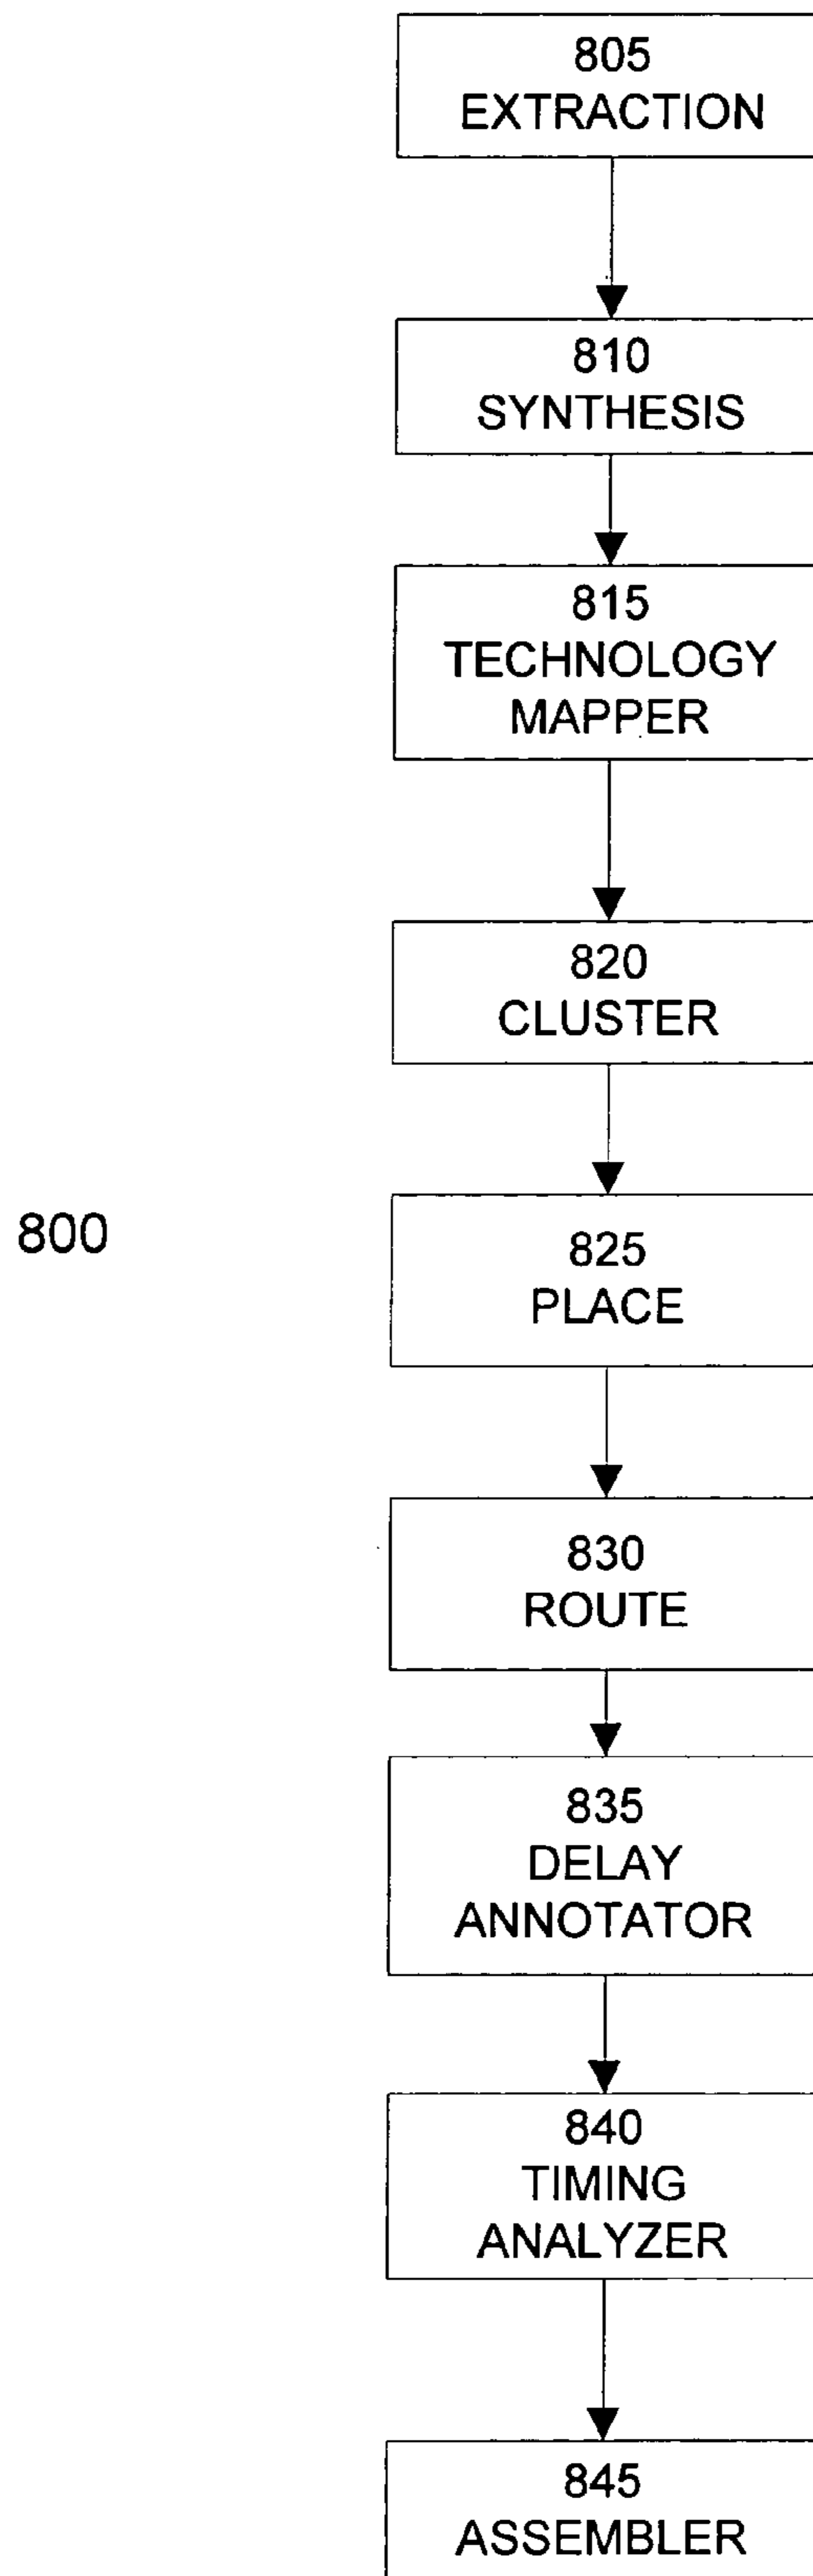 805
EXTRACTION
810
SYNTHESIS
815
TECHNOLOGY
MAPPER
820
CLUSTER
800
825
PLACE
830
ROUTE
835
DELAY
ANNOTATOR
840
TIMING
ANALYZER
845
ASSEMBLER